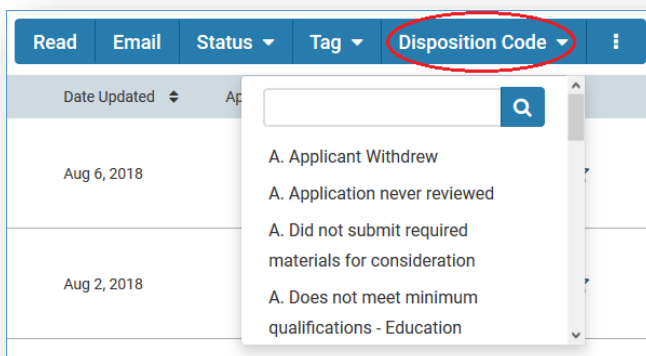 Read Email Status Tag Disposition Code
Date Updated Ap
A. Applicant Withdrew
Aug 6, 2018
A. Application never reviewed
A. Did not submit required
materials for consideration
Aug 2, 2018
A. Does not meet minimum
qualifications - Education